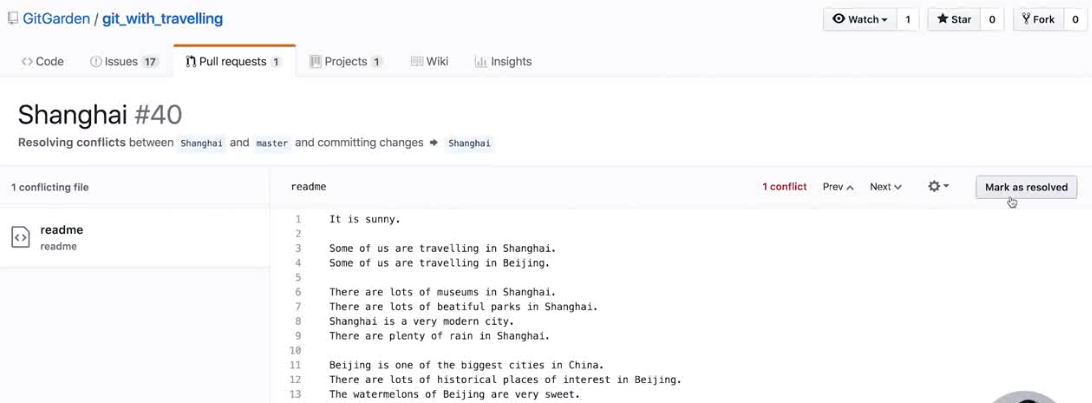 GitGarden / git_with_travelling
Watch 1 Star 0 Fork 0
Code Issues 17 Pull requests 1 Projects 1 Wiki Insights
Shanghai #40
Resolving conflicts between Shanghai and master and committing changes → Shanghai
1 conflicting file
readme
readme
readme 1 conflict Prev Next Mark as resolved
1 It is sunny.
2
3 Some of us are travelling in Shanghai.
4 Some of us are travelling in Beijing.
5
6 There are lots of museums in Shanghai.
7 There are lots of beatiful parks in Shanghai.
8 Shanghai is a very modern city.
9 There are plenty of rain in Shanghai.
10
11 Beijing is one of the biggest cities in China.
12 There are lots of historical places of interest in Beijing.
13 The watermelons of Beijing are very sweet.